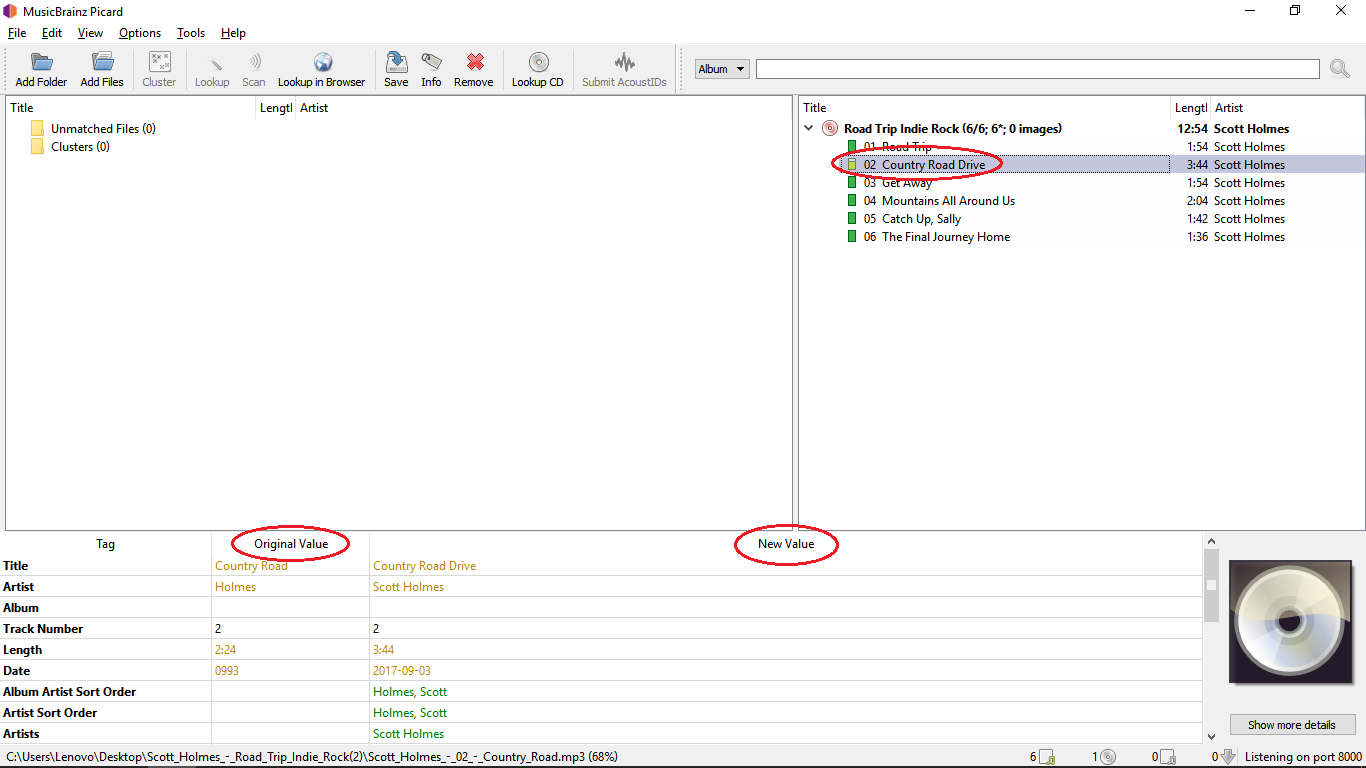 MusicBrainz Picard
File Edit View Options Tools Help
Add Folder Add Files Cluster Lookup Scan Lookup in Browser Save Info Remove Lookup CD Submit AcoustIDs Album
Title Lengtl Artist
Unmatched Files (0)
Clusters (0)
Title Lengtl Artist
Road Trip Indie Rock (6/6; 6*; 0 images) 12:54 Scott Holmes
01 Road Trip 1:54 Scott Holmes
02 Country Road Drive 3:44 Scott Holmes
03 Get Away 1:54 Scott Holmes
04 Mountains All Around Us 2:04 Scott Holmes
05 Catch Up, Sally 1:42 Scott Holmes
06 The Final Journey Home 1:36 Scott Holmes
Tag Original Value New Value
Title Country Road Country Road Drive
Artist Holmes Scott Holmes
Album
Track Number 2 2
Length 2:24 3:44
Date 0993 2017-09-03
Album Artist Sort Order Holmes, Scott
Artist Sort Order Holmes, Scott
Artists Scott Holmes
Show more details
C:\Users\Lenovo\Desktop\Scott_Holmes_-_Road_Trip_Indie_Rock(2)\Scott_Holmes_-_02_-_Country_Road.mp3 (68%) 6 1 0 0 Listening on port 8000